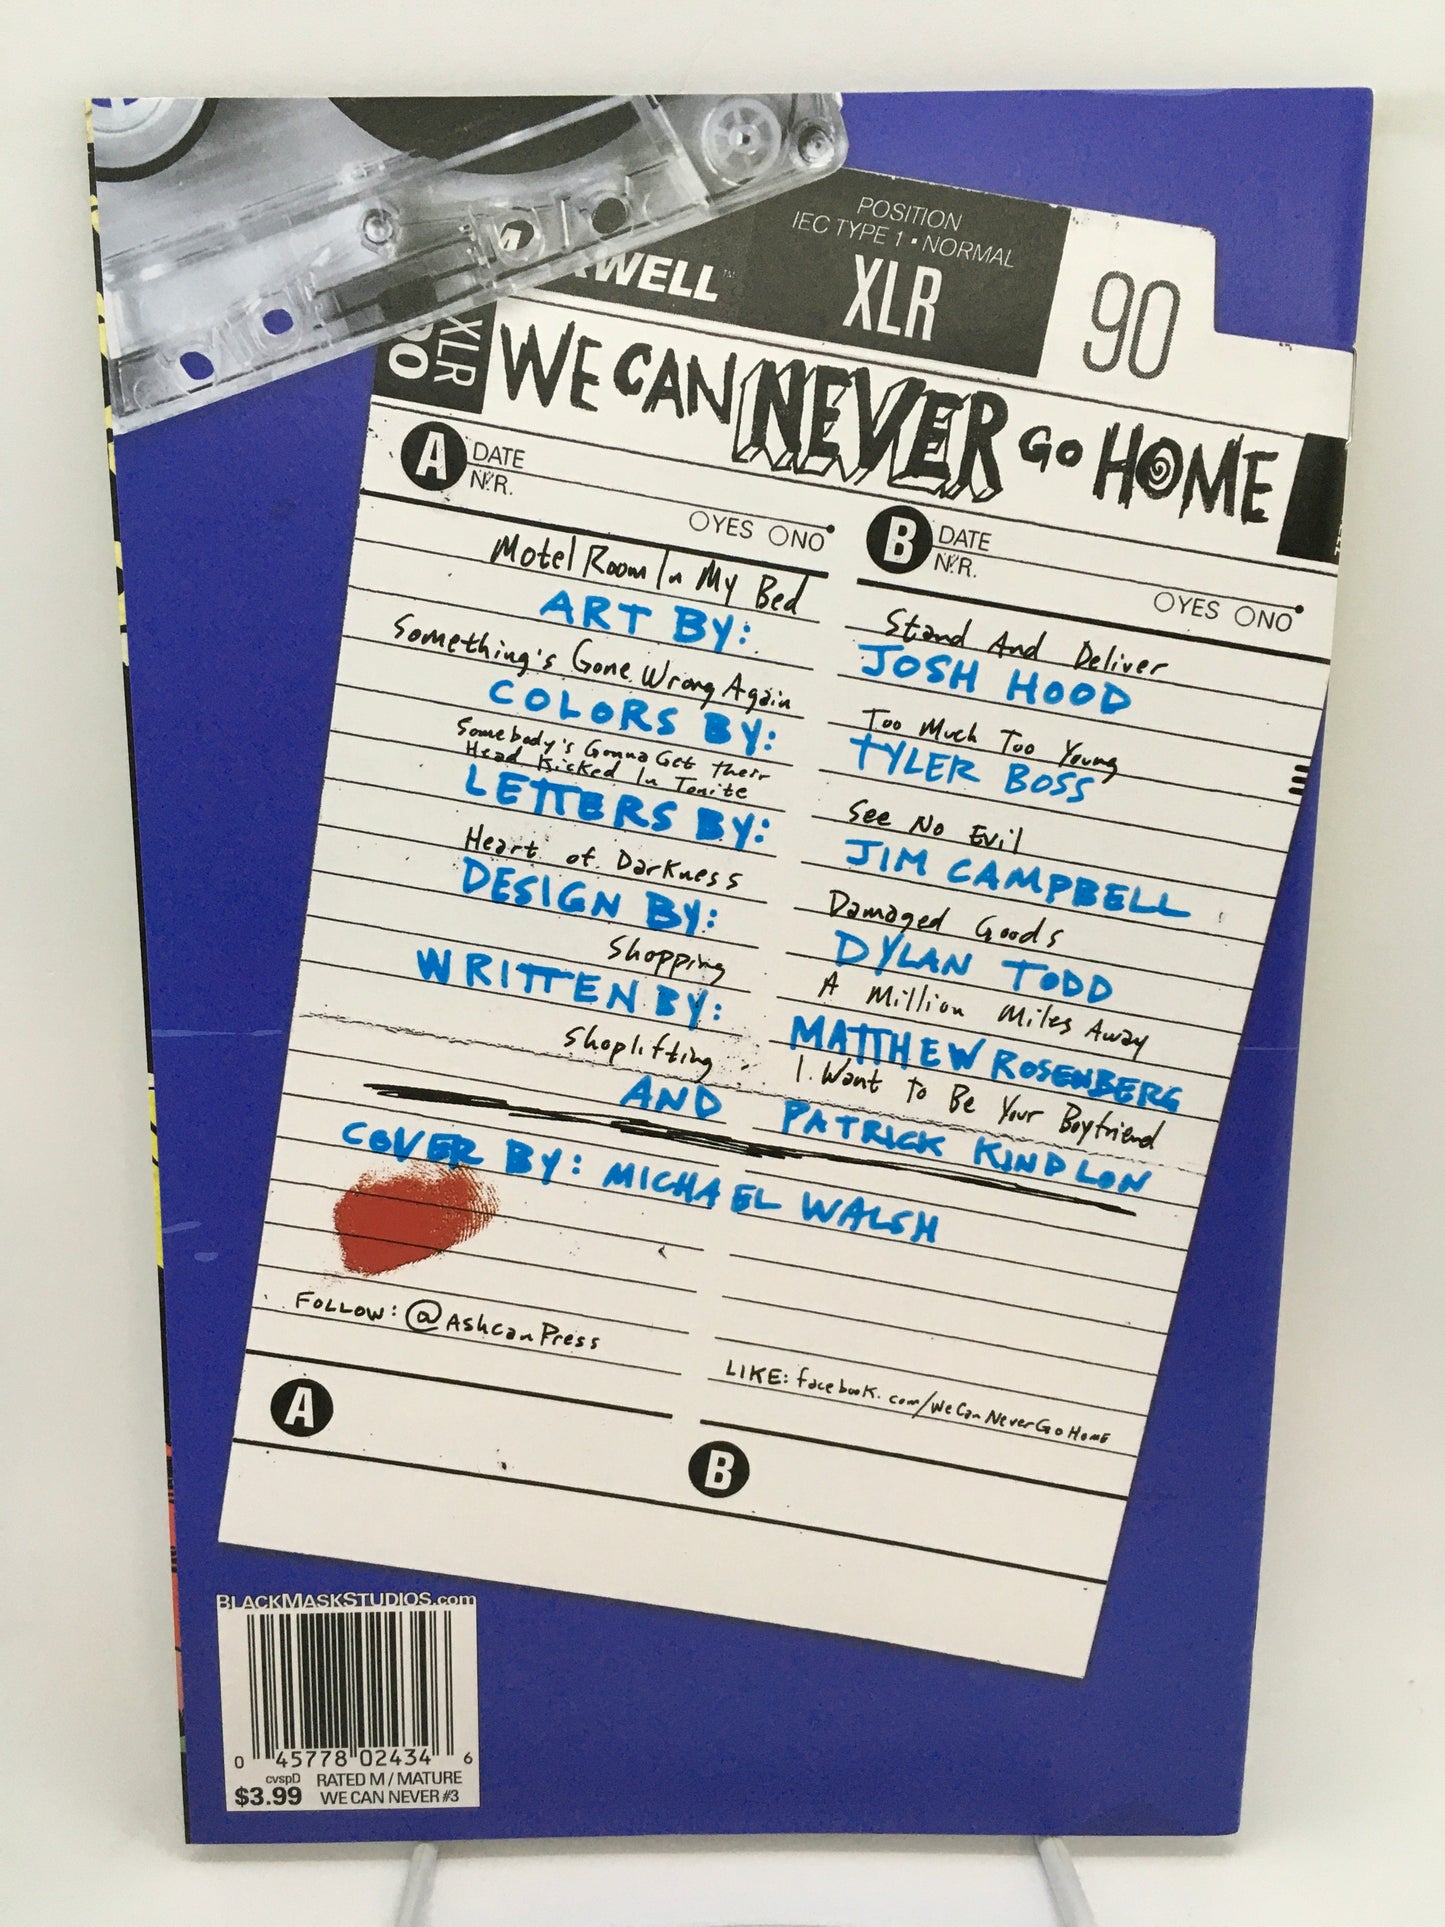 POSITION
IEC TYPE 1 • NORMAL
WELL™
XLR
90
XLR
90
WE CAN NEVER GO HOME
A DATE
N.R.
YES NO
Motel Room In My Bed
ART BY:
Something's Gone Wrong Again
COLORS BY:
Somebody's Gonna Get Their
Head Kicked In Tonite
LETTERS BY:
Heart of Darkness
DESIGN BY:
Shopping
WRITTEN BY:
Shoplifting
AND
B DATE
N.R.
YES NO
Stand And Deliver
JOSH HOOD
Too Much Too Young
TYLER BOSS
See No Evil
JIM CAMPBELL
Damaged Goods
DYLAN TODD
A Million Miles Away
MATTHEW ROSENBERG
I Want To Be Your Boyfriend
PATRICK KINDLON
COVER BY: MICHAEL WALSH
FOLLOW: @AshcanPress
LIKE: facebook.com/WeCanNeverGoHome
A
B
BLACKMASKSTUDIOS.com
0 45778 02434 6
cvspD RATED M / MATURE
$3.99 WE CAN NEVER #3